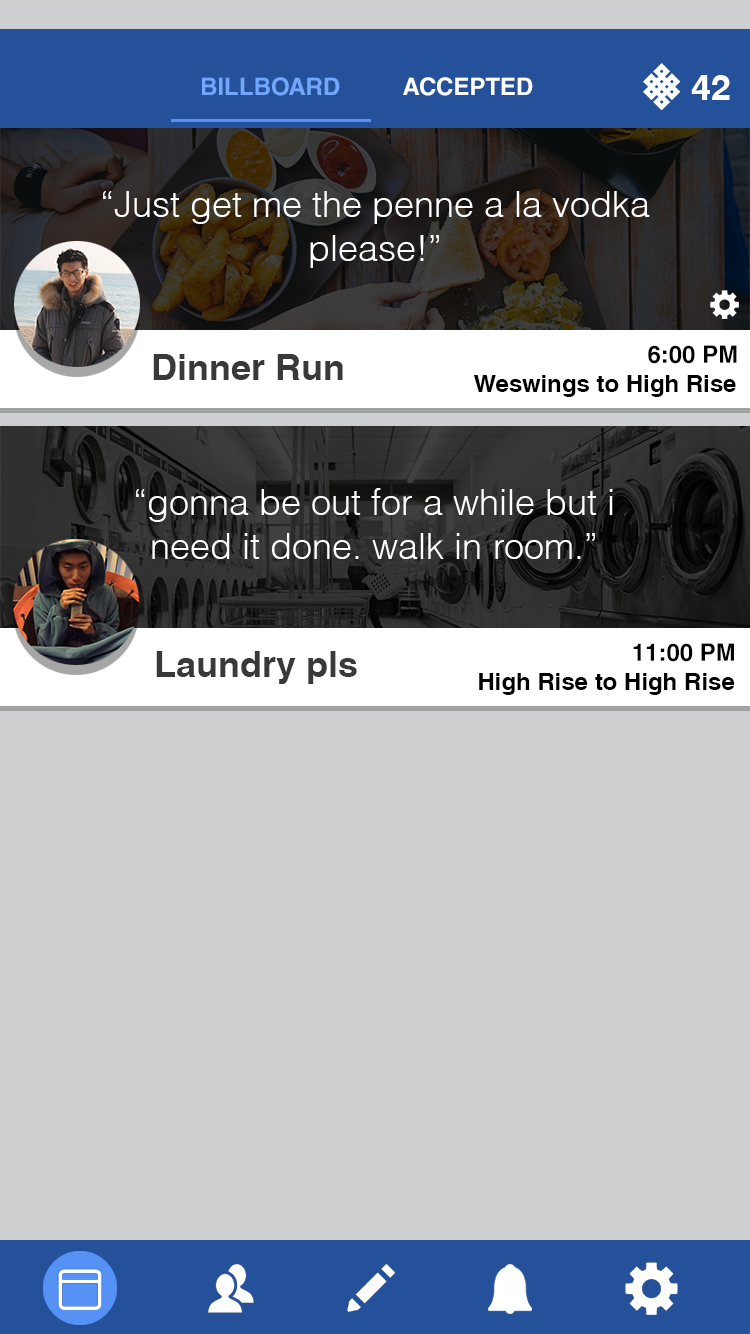 BILLBOARD ACCEPTED 42
“Just get me the penne a la vodka
please!”
Dinner Run
6:00 PM
Weswings to High Rise
“gonna be out for a while but i
need it done. walk in room.”
Laundry pls
11:00 PM
High Rise to High Rise